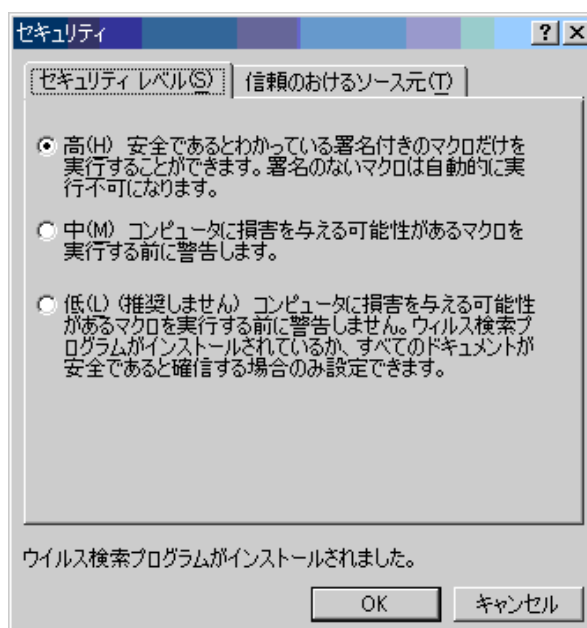 セキュリティ
セキュリティ レベル(S)
信頼のおけるソース元(T)
高(H) 安全であるとわかっている署名付きのマクロだけを
実行することができます。署名のないマクロは自動的に実
行不可になります。
中(M) コンピュータに損害を与える可能性があるマクロを
実行する前に警告します。
低(L) (推奨しません) コンピュータに損害を与える可能性
があるマクロを実行する前に警告しません。ウィルス検索プ
ログラムがインストールされているか、すべてのドキュメントが
安全であると確信する場合のみ設定できます。
ウイルス検索プログラムがインストールされました。
OK
キャンセル